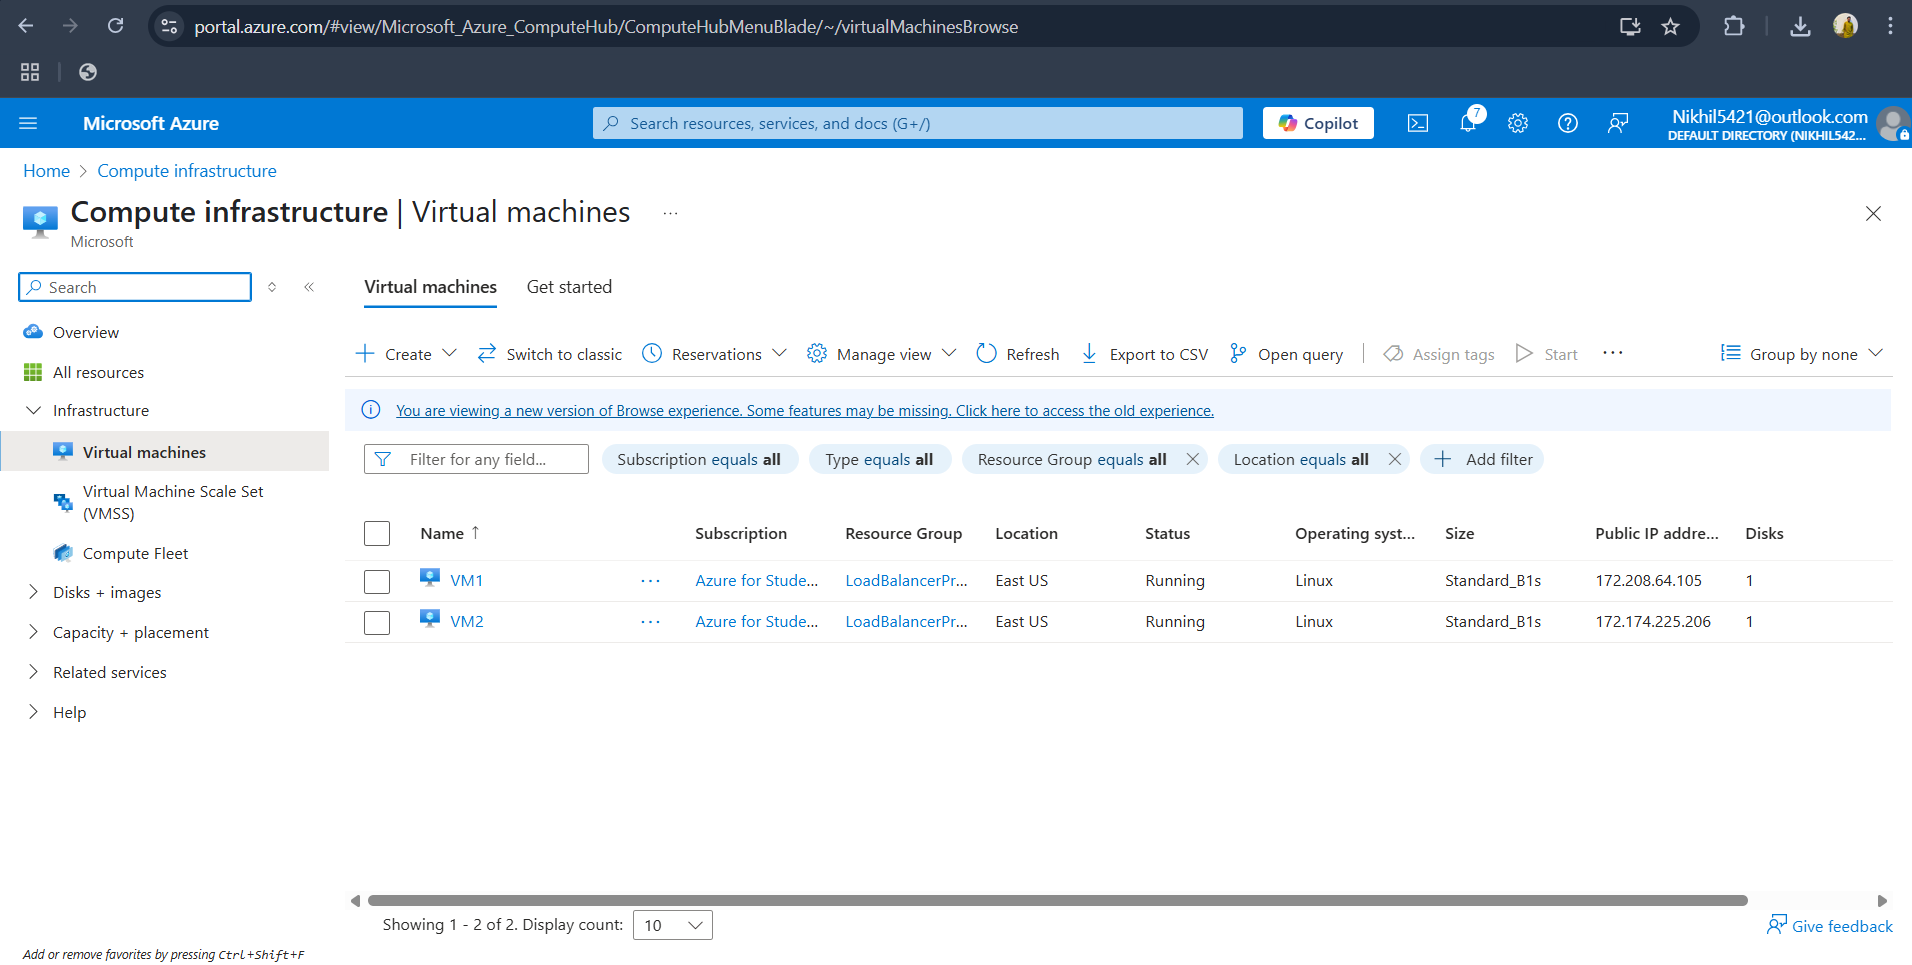 portal.azure.com/#view/Microsoft_Azure_ComputeHub/ComputeHubMenuBlade/~/virtualMachinesBrowse
Microsoft Azure
Search resources, services, and docs (G+/)
Copilot
7
Nikhil5421@outlook.com
DEFAULT DIRECTORY (NIKHIL542...
Home > Compute infrastructure
Compute infrastructure | Virtual machines ...
Microsoft
Search
Overview
All resources
Infrastructure
Virtual machines
Virtual Machine Scale Set
(VMSS)
Compute Fleet
Disks + images
Capacity + placement
Related services
Help
Add or remove favorites by pressing Ctrl+Shift+F
Virtual machines Get started
Create Switch to classic Reservations Manage view Refresh Export to CSV Open query Assign tags Start ... Group by none
You are viewing a new version of Browse experience. Some features may be missing. Click here to access the old experience.
Filter for any field... Subscription equals all Type equals all Resource Group equals all Location equals all Add filter
Name ↑ Subscription Resource Group Location Status Operating syst... Size Public IP addre... Disks
VM1 ... Azure for Stude... LoadBalancerPr... East US Running Linux Standard_B1s 172.208.64.105 1
VM2 ... Azure for Stude... LoadBalancerPr... East US Running Linux Standard_B1s 172.174.225.206 1
Showing 1 - 2 of 2. Display count: 10
Give feedback